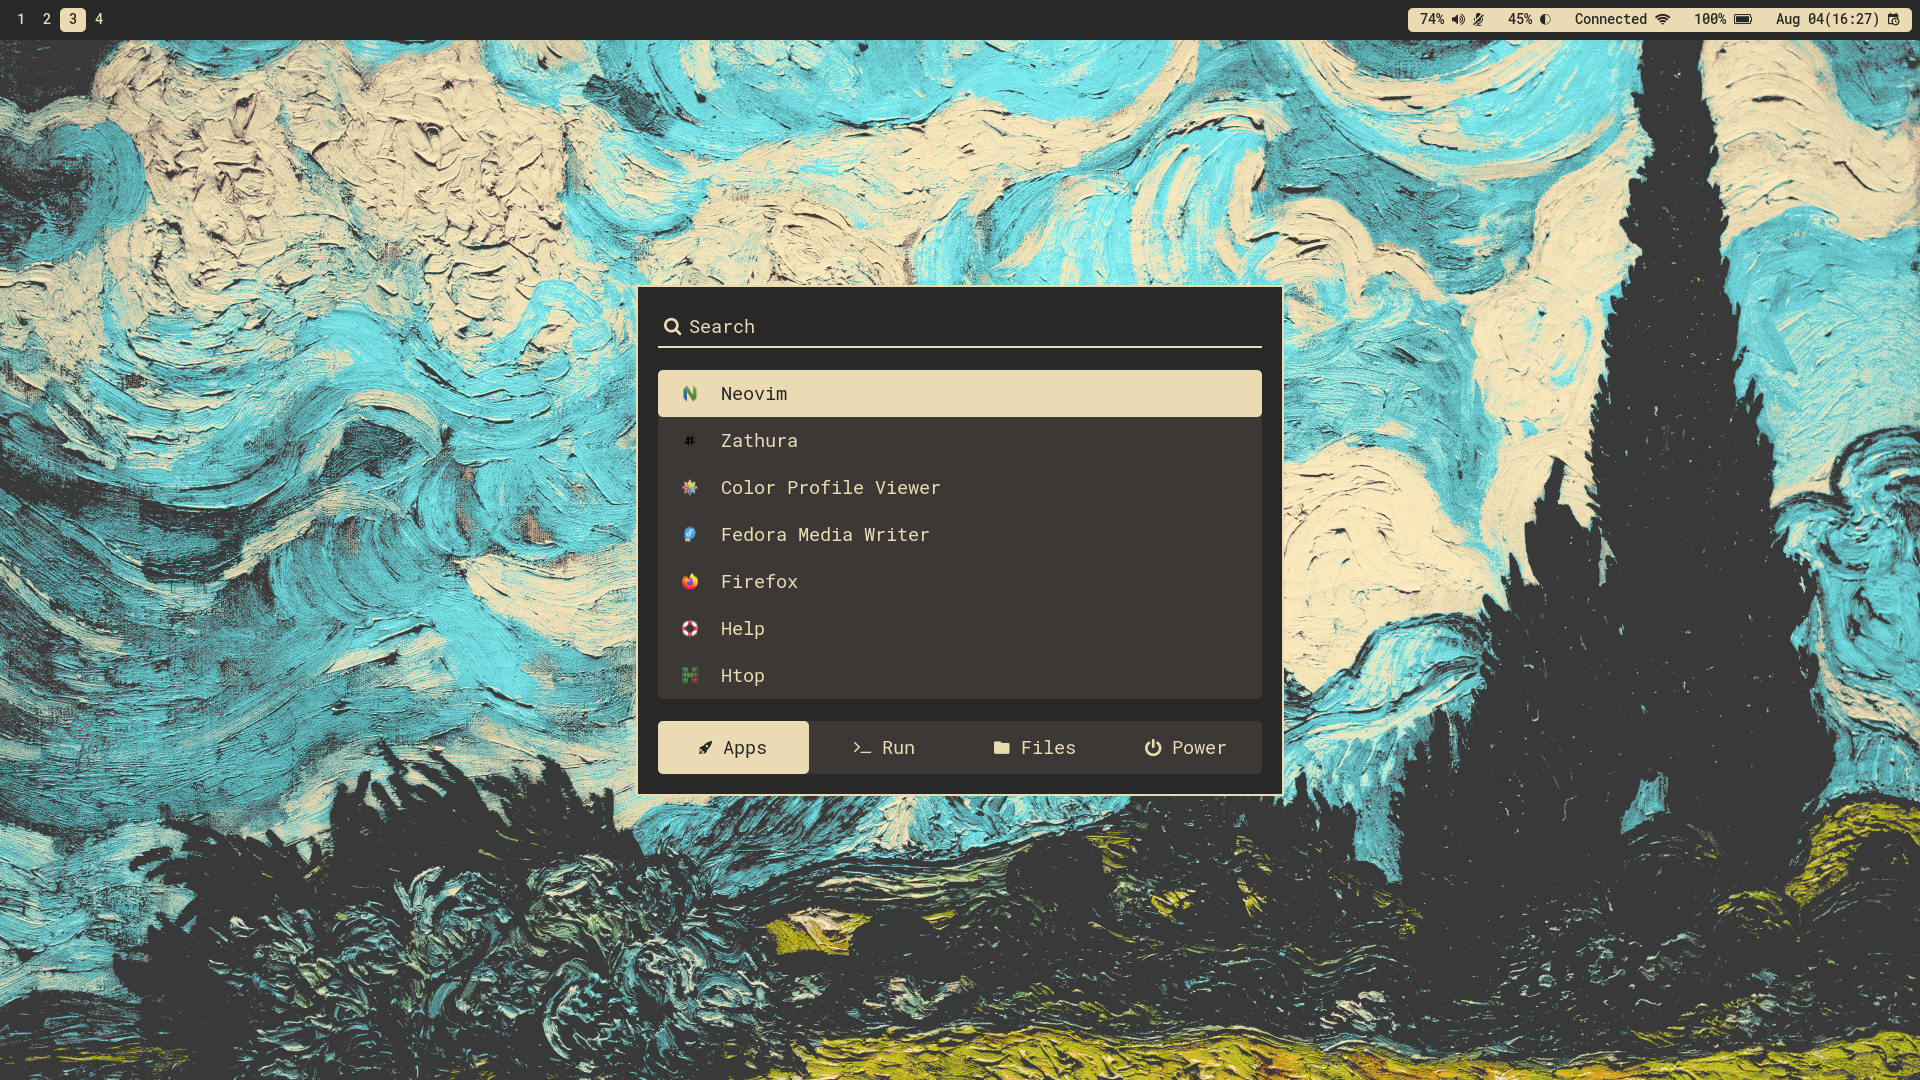 1 2 3 4
74% 45% Connected 100% Aug 04(16:27)
Search
Neovim
Zathura
Color Profile Viewer
Fedora Media Writer
Firefox
Help
Htop
Apps Run Files Power